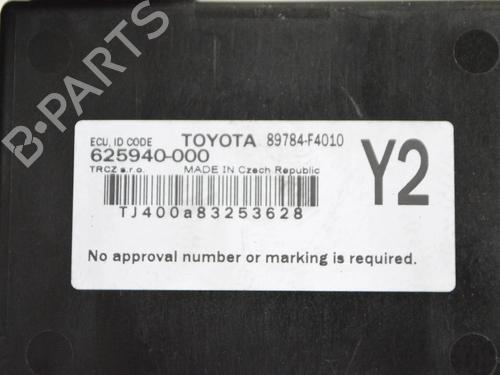 ECU, ID CODE TOYOTA 89784-F4010
625940-000
TRCZ s.r.o. MADE IN Czech Republic
Y2
TJ400a83253628
No approval number or marking is required.
B-PARTS